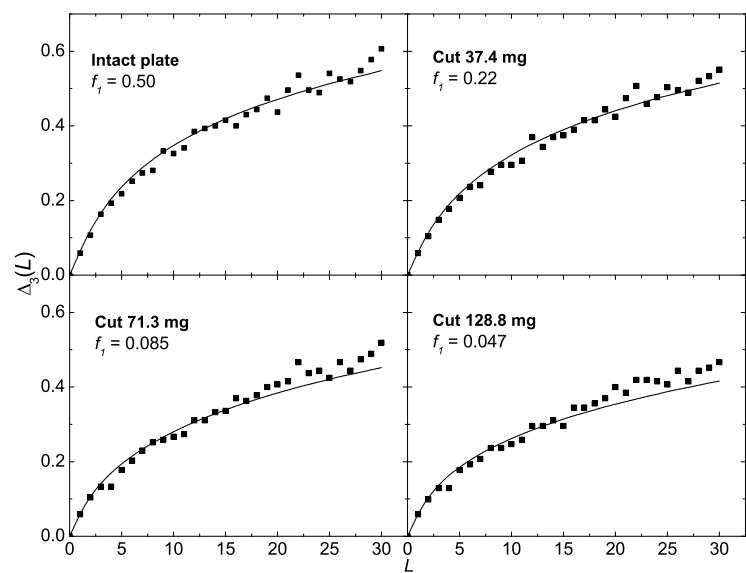 Intact plate
f₁ = 0.50
Cut 37.4 mg
f₁ = 0.22
0.6
0.4
0.2
0.0
Δ₃(L)
Cut 71.3 mg
f₁ = 0.085
Cut 128.8 mg
f₁ = 0.047
0.6
0.4
0.2
0.0
0 5 10 15 20 25 30 0 5 10 15 20 25 30
L